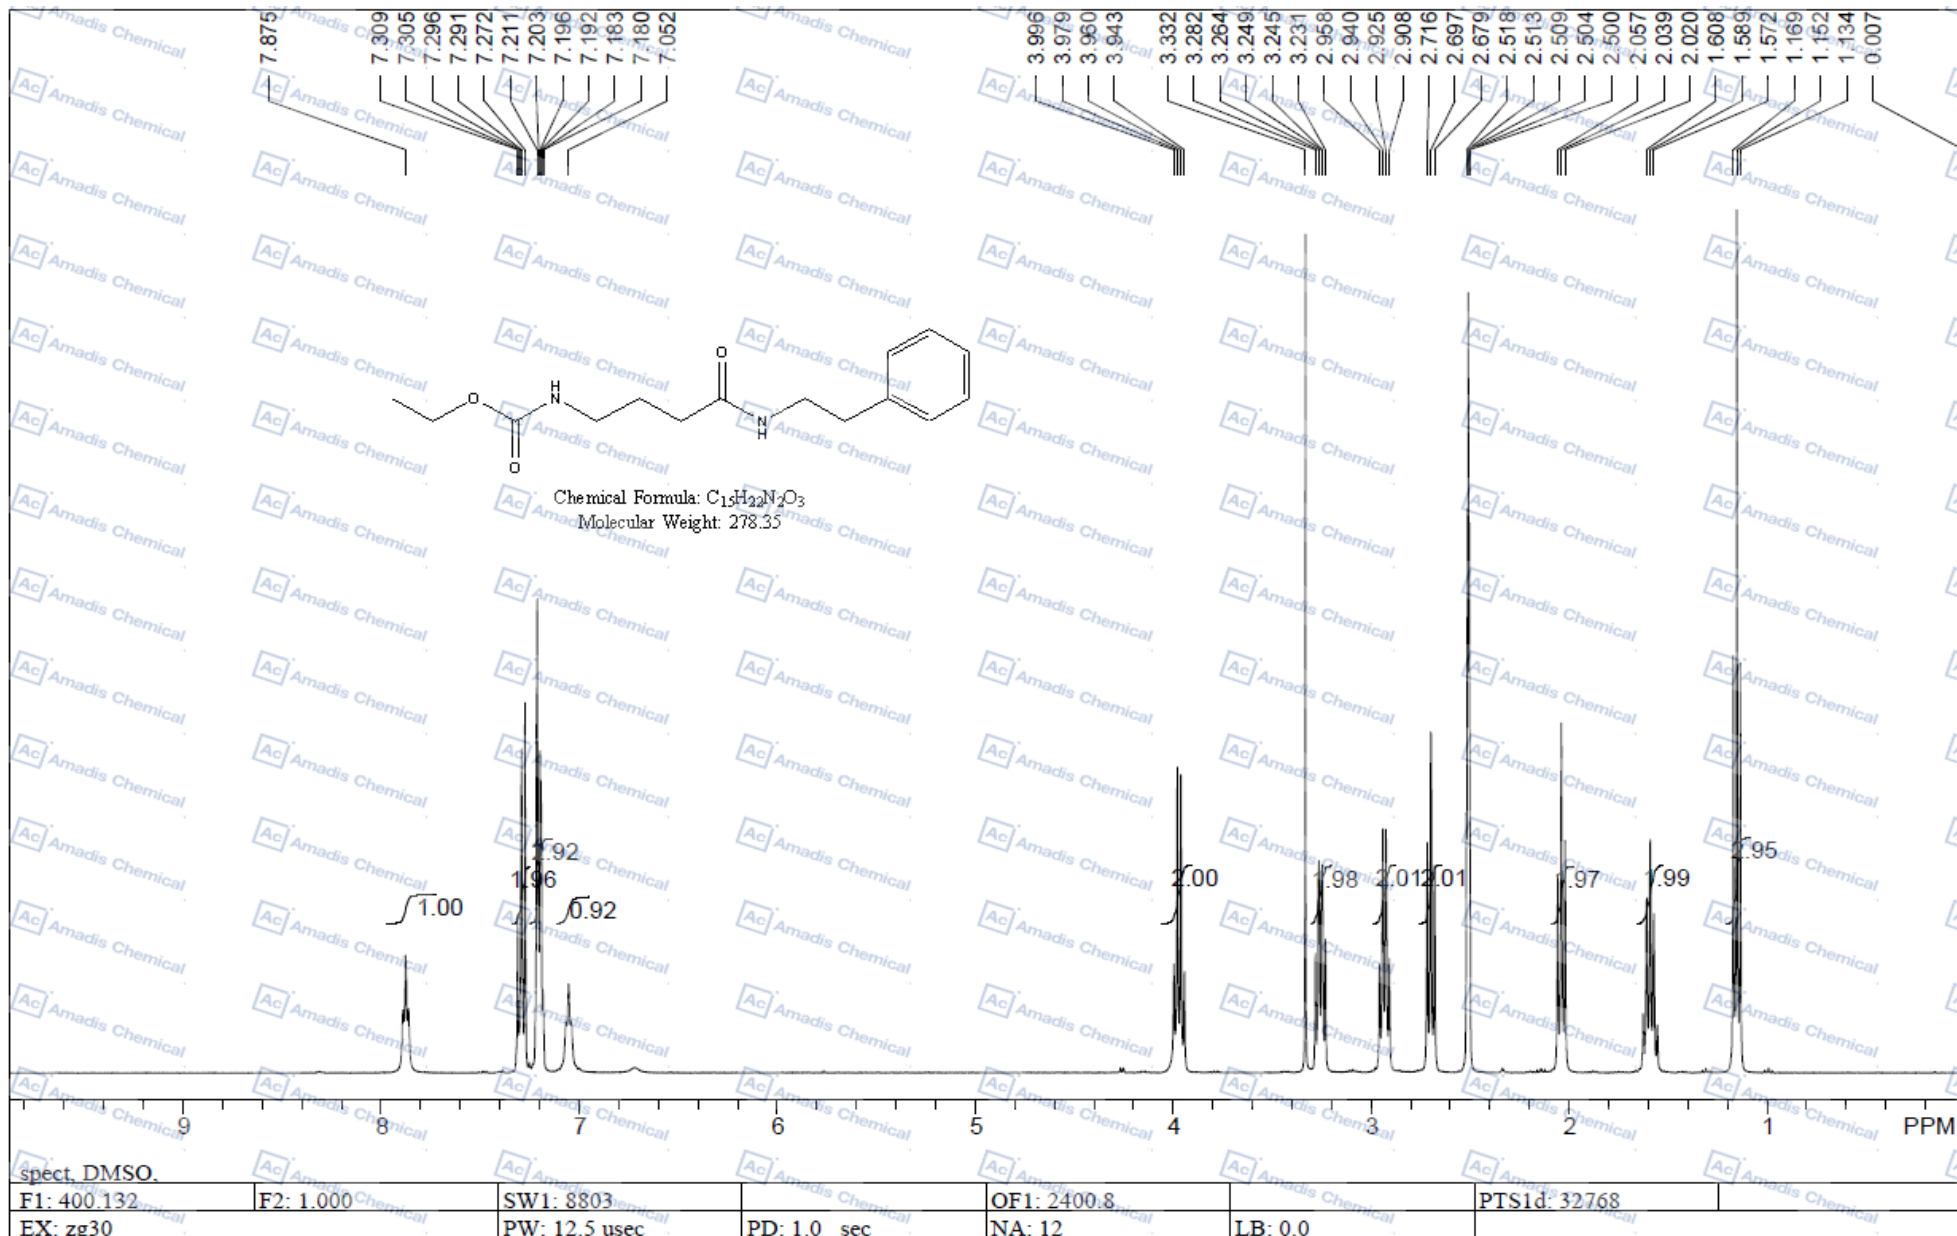 7.875 7.309 7.305 7.296 7.291 7.272 7.211 7.203 7.196 7.192 7.183 7.180 7.052 3.996 3.979 3.960 3.943 3.332 3.282 3.264 3.249 3.245 3.231 2.958 2.940 2.925 2.908 2.716 2.697 2.679 2.518 2.513 2.509 2.504 2.500 2.057 2.039 2.020 1.608 1.589 1.572 1.169 1.152 1.134 0.007
Ac Amadis Chemical
O
O
H
N
N
H
O
Chemical Formula: C15H22N2O3
Molecular Weight: 278.35
1.00 1.96 2.92 0.92 2.00 1.98 2.01 2.01 1.97 1.99 2.95
9 8 7 6 5 4 3 2 1 PPM
spect, DMSO,
F1: 400.132 F2: 1.000 SW1: 8803 OF1: 2400.8 PTS1d: 32768
EX: zg30 PW: 12.5 usec PD: 1.0 sec NA: 12 LB: 0.0